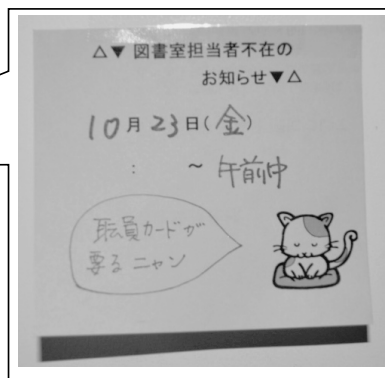 △▼ 図書室担当者不在の
お知らせ▼△
10月23日(金)
: ～ 午前中
職員カードが
要るニャン